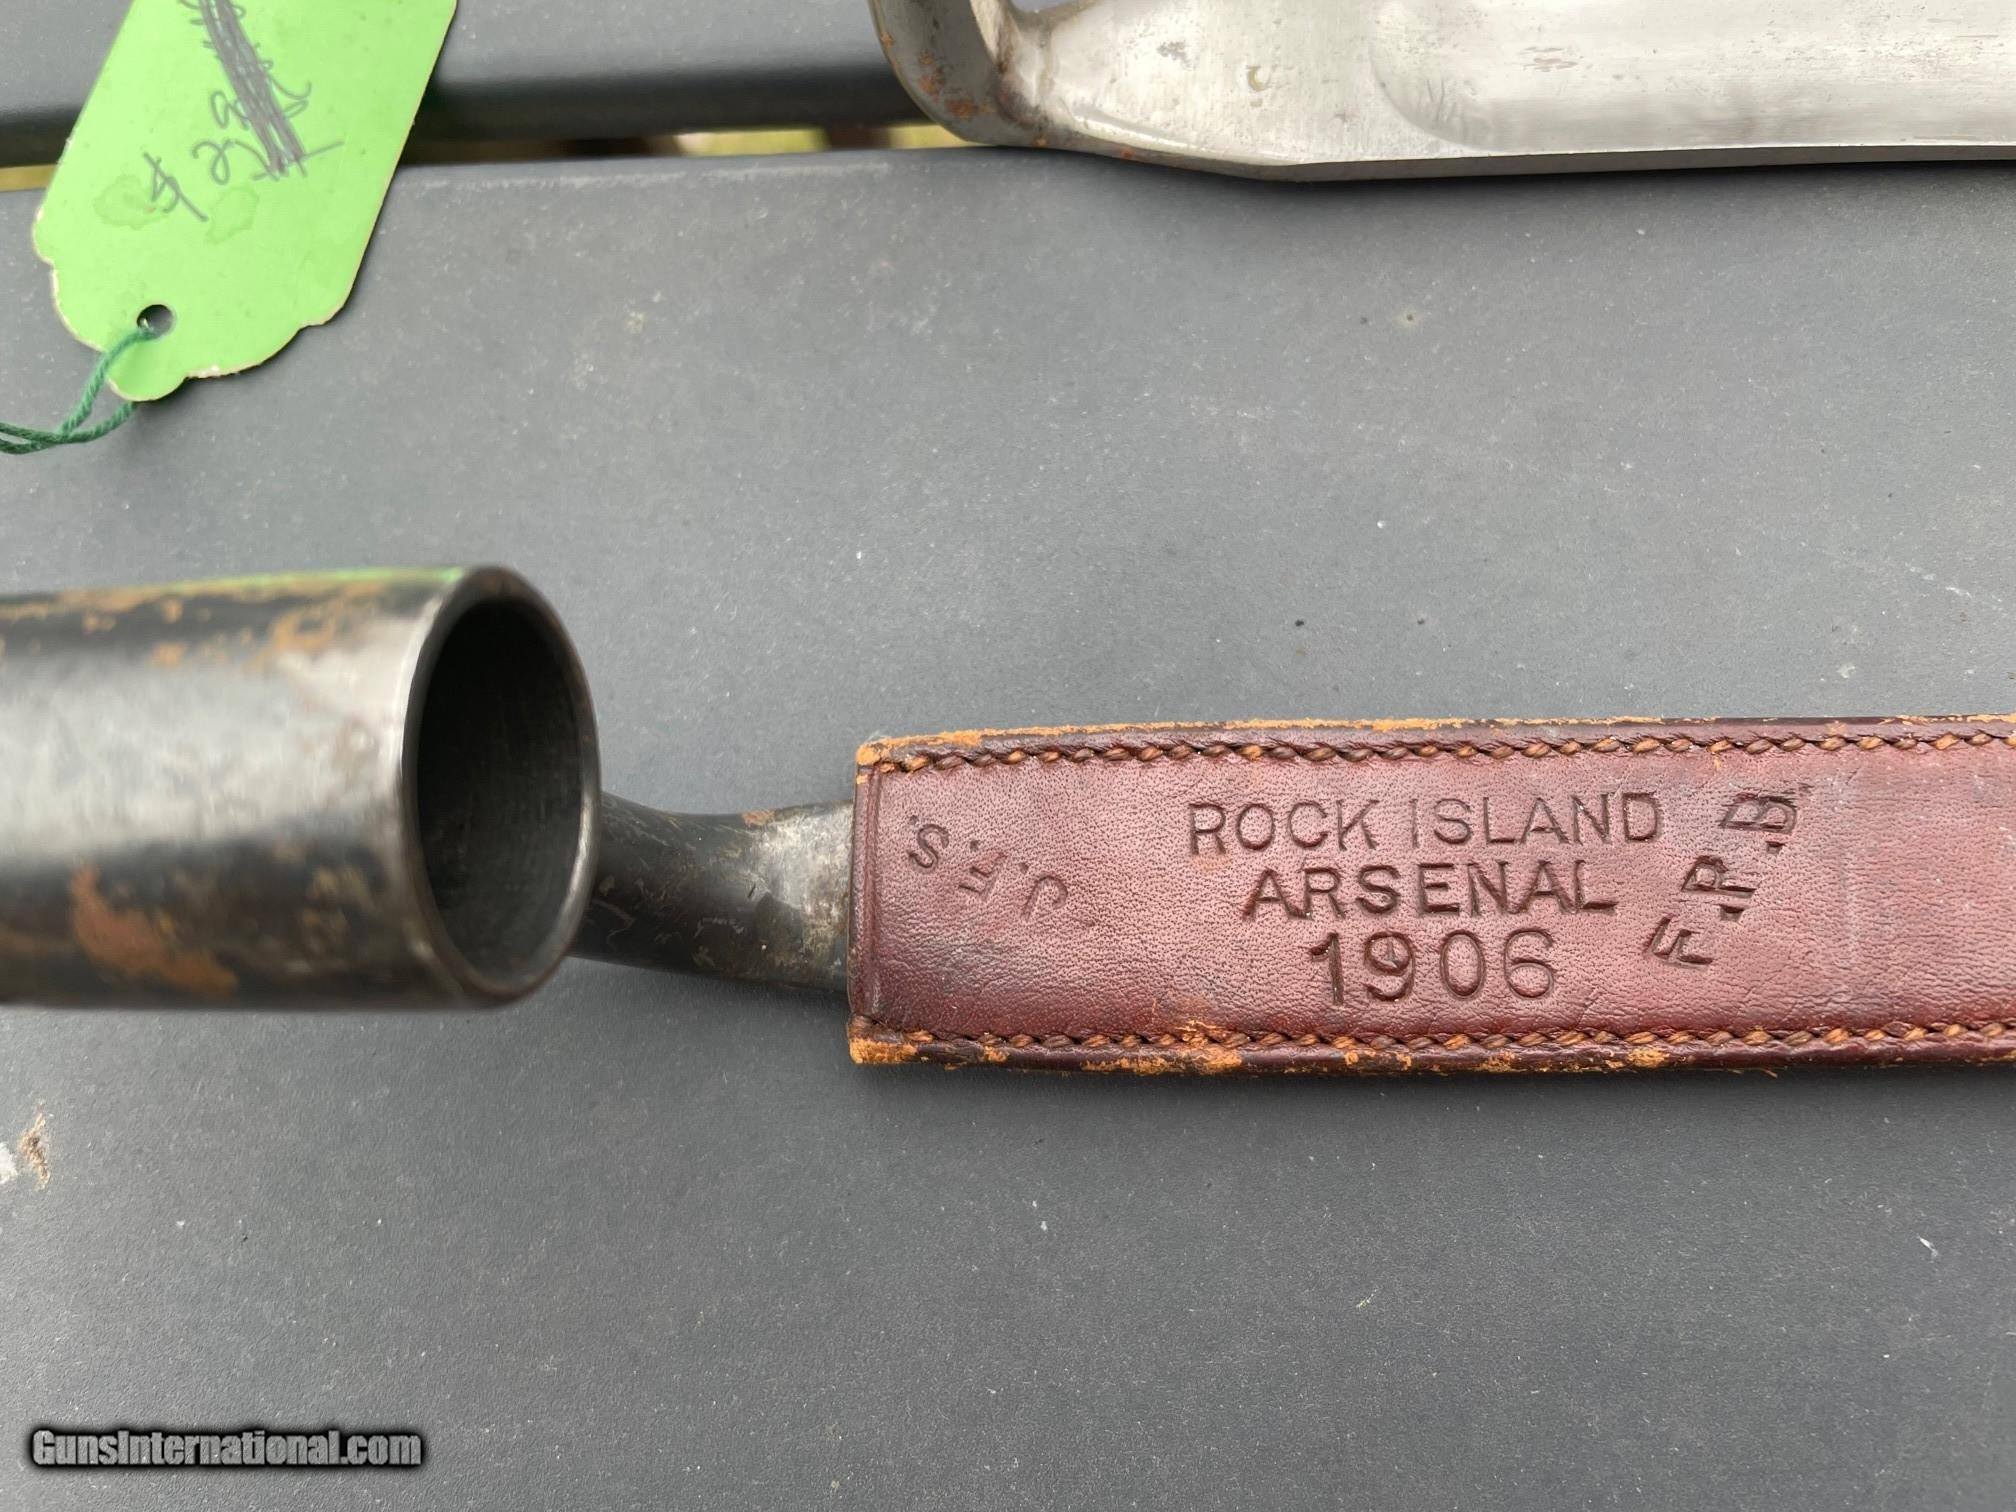 ROCK ISLAND
ARSENAL
1906
J.F.S.
F.P.B.
GunsInternational.com